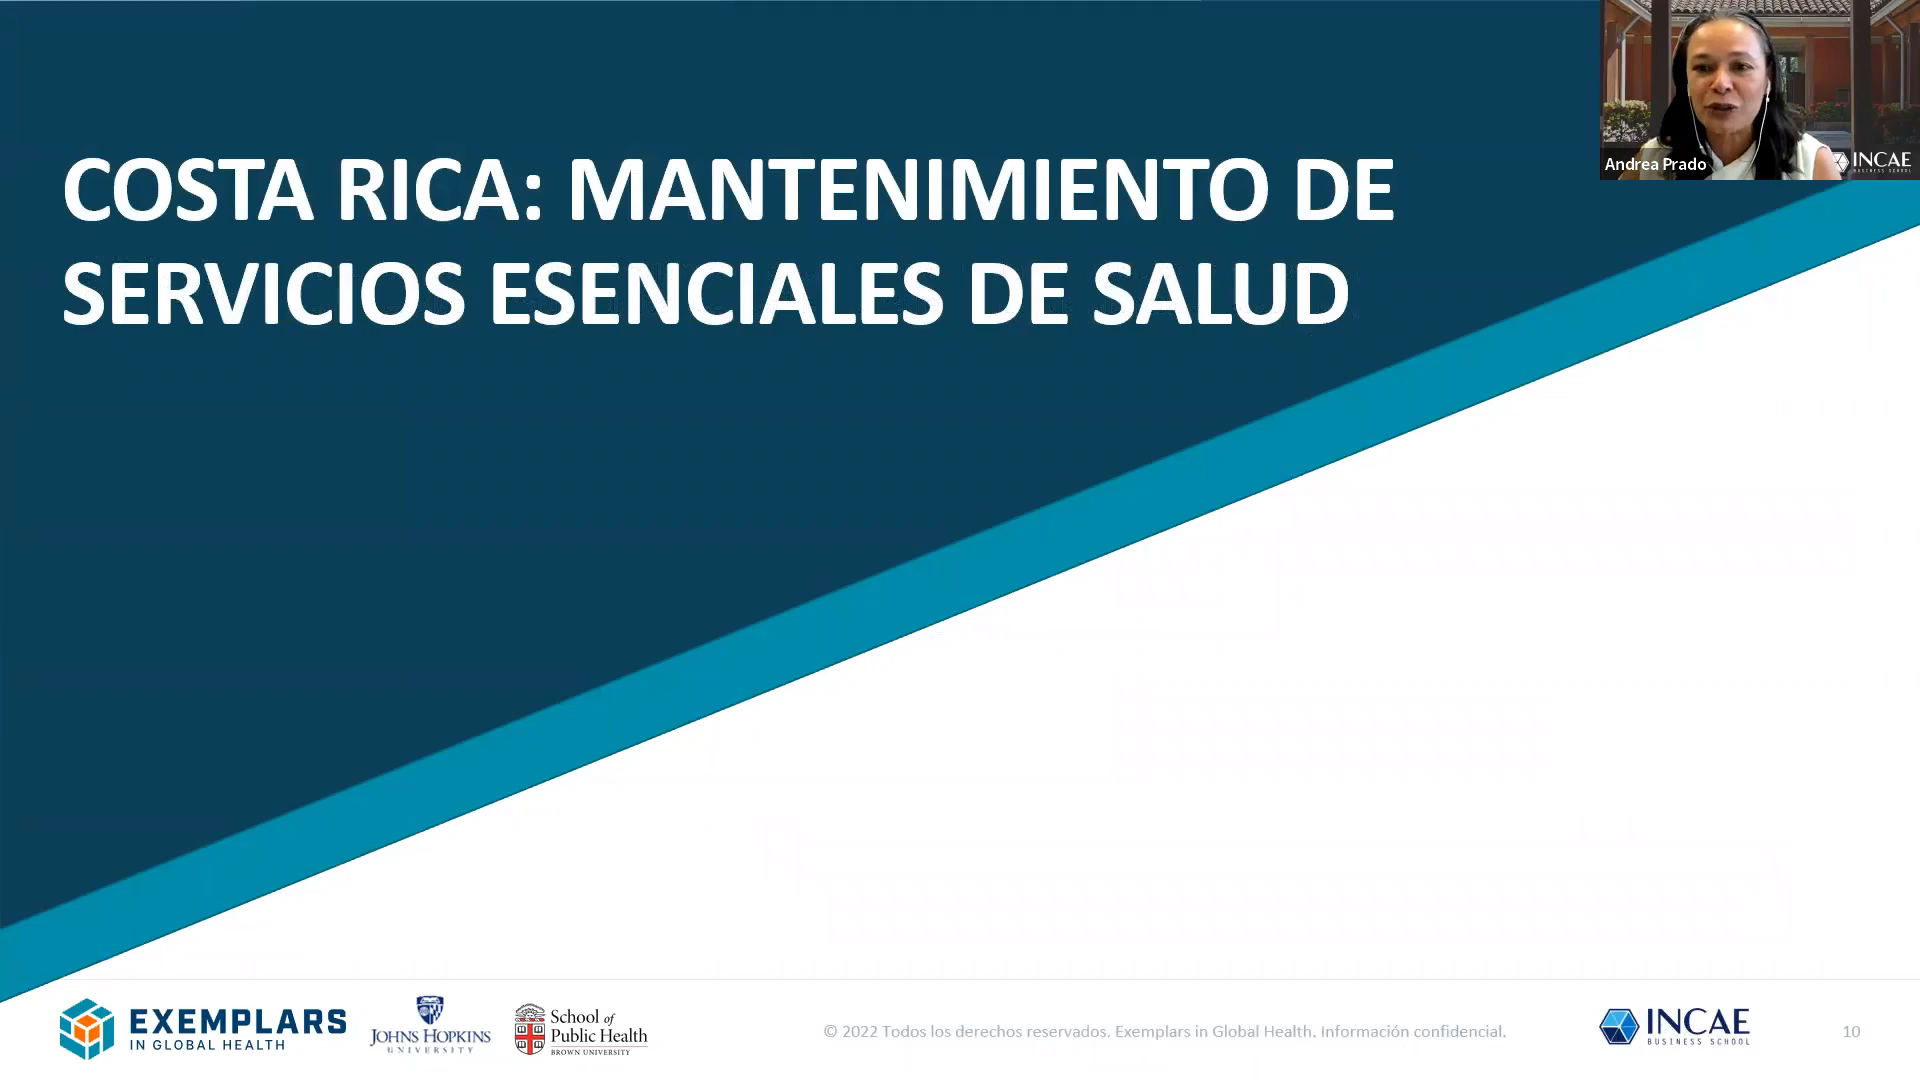 COSTA RICA: MANTENIMIENTO DE
SERVICIOS ESENCIALES DE SALUD
Andrea Prado
INCAE
BUSINESS SCHOOL
EXEMPLARS
IN GLOBAL HEALTH
JOHNS HOPKINS
UNIVERSITY
School of
Public Health
BROWN UNIVERSITY
© 2022 Todos los derechos reservados. Exemplars in Global Health. Información confidencial.
INCAE
BUSINESS SCHOOL
10